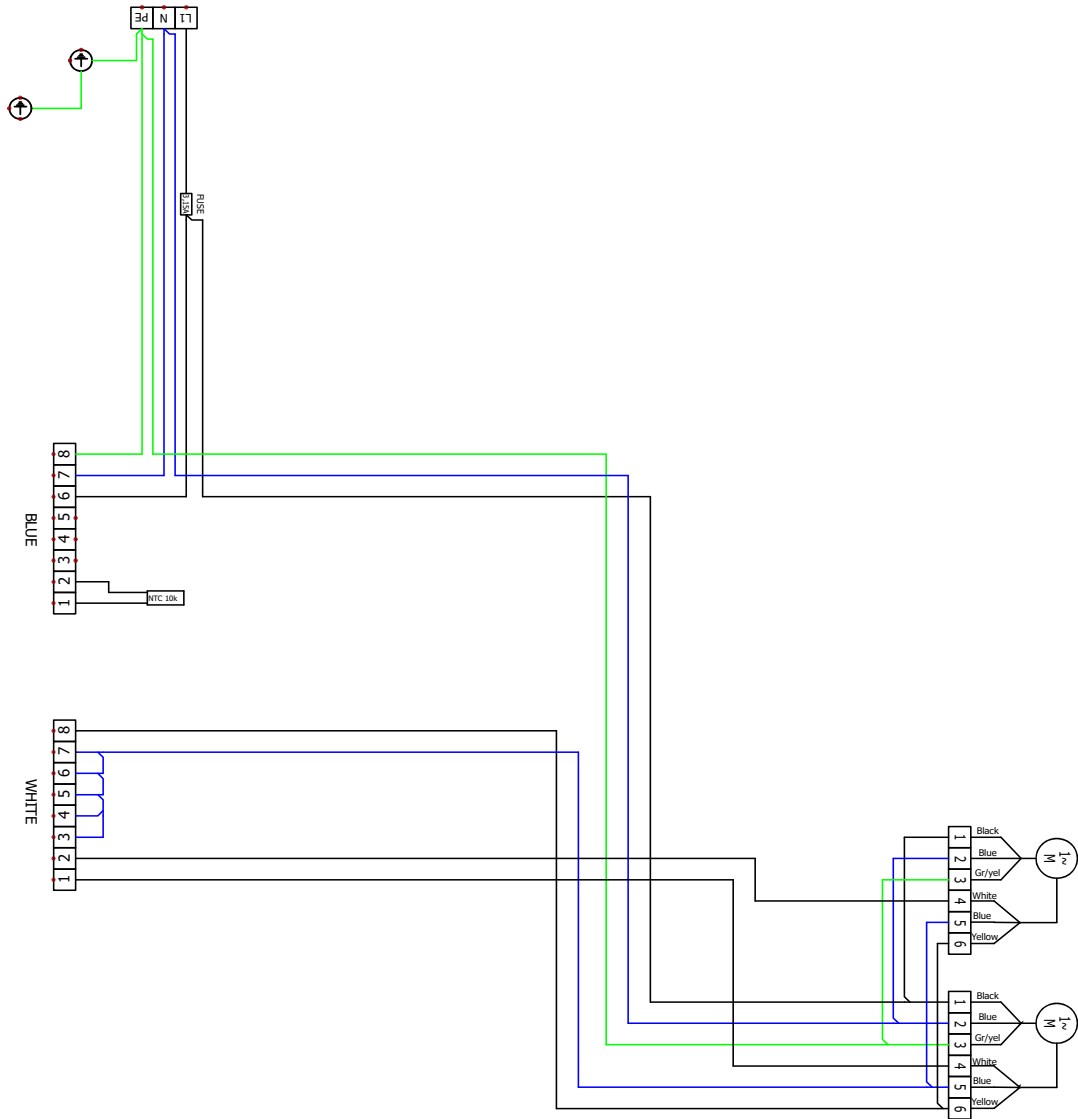 PE N L1
FUSE
3,15A
8
7
6
5
4
3
2
1
BLUE
NTC 10k
8
7
6
5
4
3
2
1
WHITE
1 Black
2 Blue
3 Gr/yel
4 White
5 Blue
6 Yellow
1~
M
1 Black
2 Blue
3 Gr/yel
4 White
5 Blue
6 Yellow
1~
M